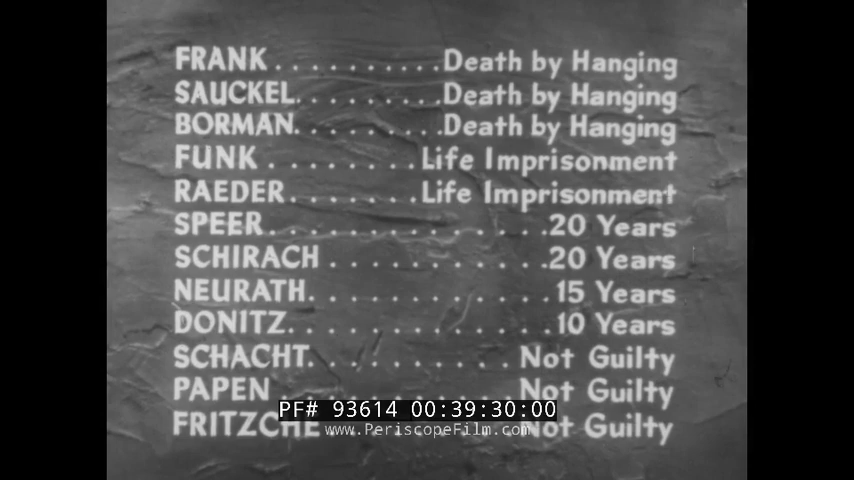 FRANK..........Death by Hanging
SAUCKEL.........Death by Hanging
BORMAN.........Death by Hanging
FUNK........Life Imprisonment
RAEDER.......Life Imprisonment
SPEER..............20 Years
SCHIRACH...........20 Years
NEURATH............15 Years
DONITZ.............10 Years
SCHACHT..........Not Guilty
PAPEN...........Not Guilty
PF# 93614 00:39:30:00
FRITZCHE.........Not Guilty
www.PeriscopeFilm.com